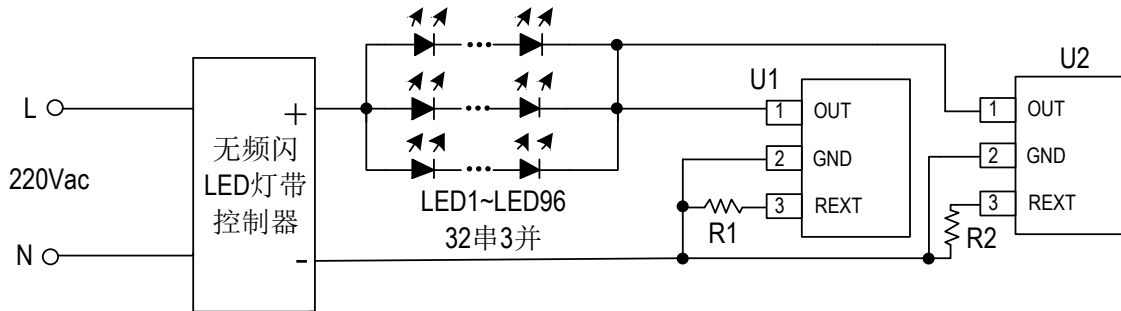 L
220Vac
N
+
无频闪
LED灯带
控制器
-
LED1~LED96
32串3并
U1
1 OUT
2 GND
3 REXT
R1
U2
1 OUT
2 GND
3 REXT
R2